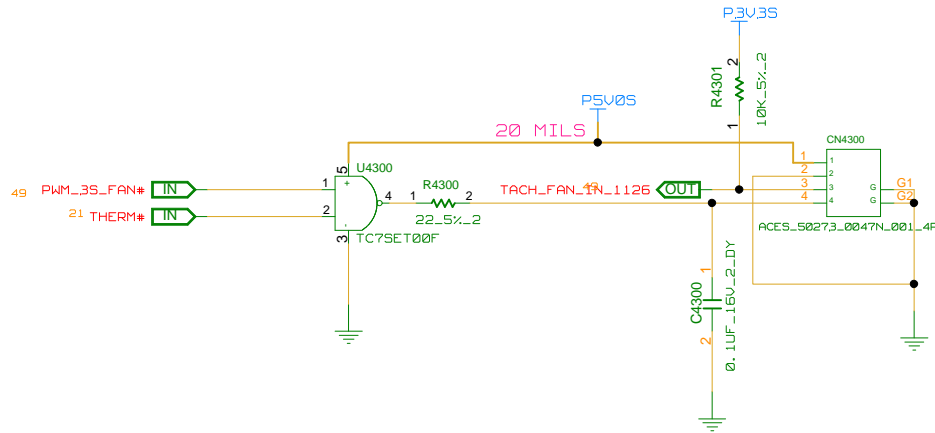 P3V3S
R4301
2
10K_5%_2
1
P5V0S
20 MILS
CN4300
U4300
5
+
49
PWM_3S_FAN#
IN
1
4
R4300
1
2
22_5%_2
TACH_FAN_IN_1126
49
OUT
21
THERM#
IN
2
-
3
TC7SET00F
1
2
3
4
1
2
3
4
G
G
G1
G2
ACES_50273_0047N_001_4P
C4300
1
2
0.1UF_16V_2_DY